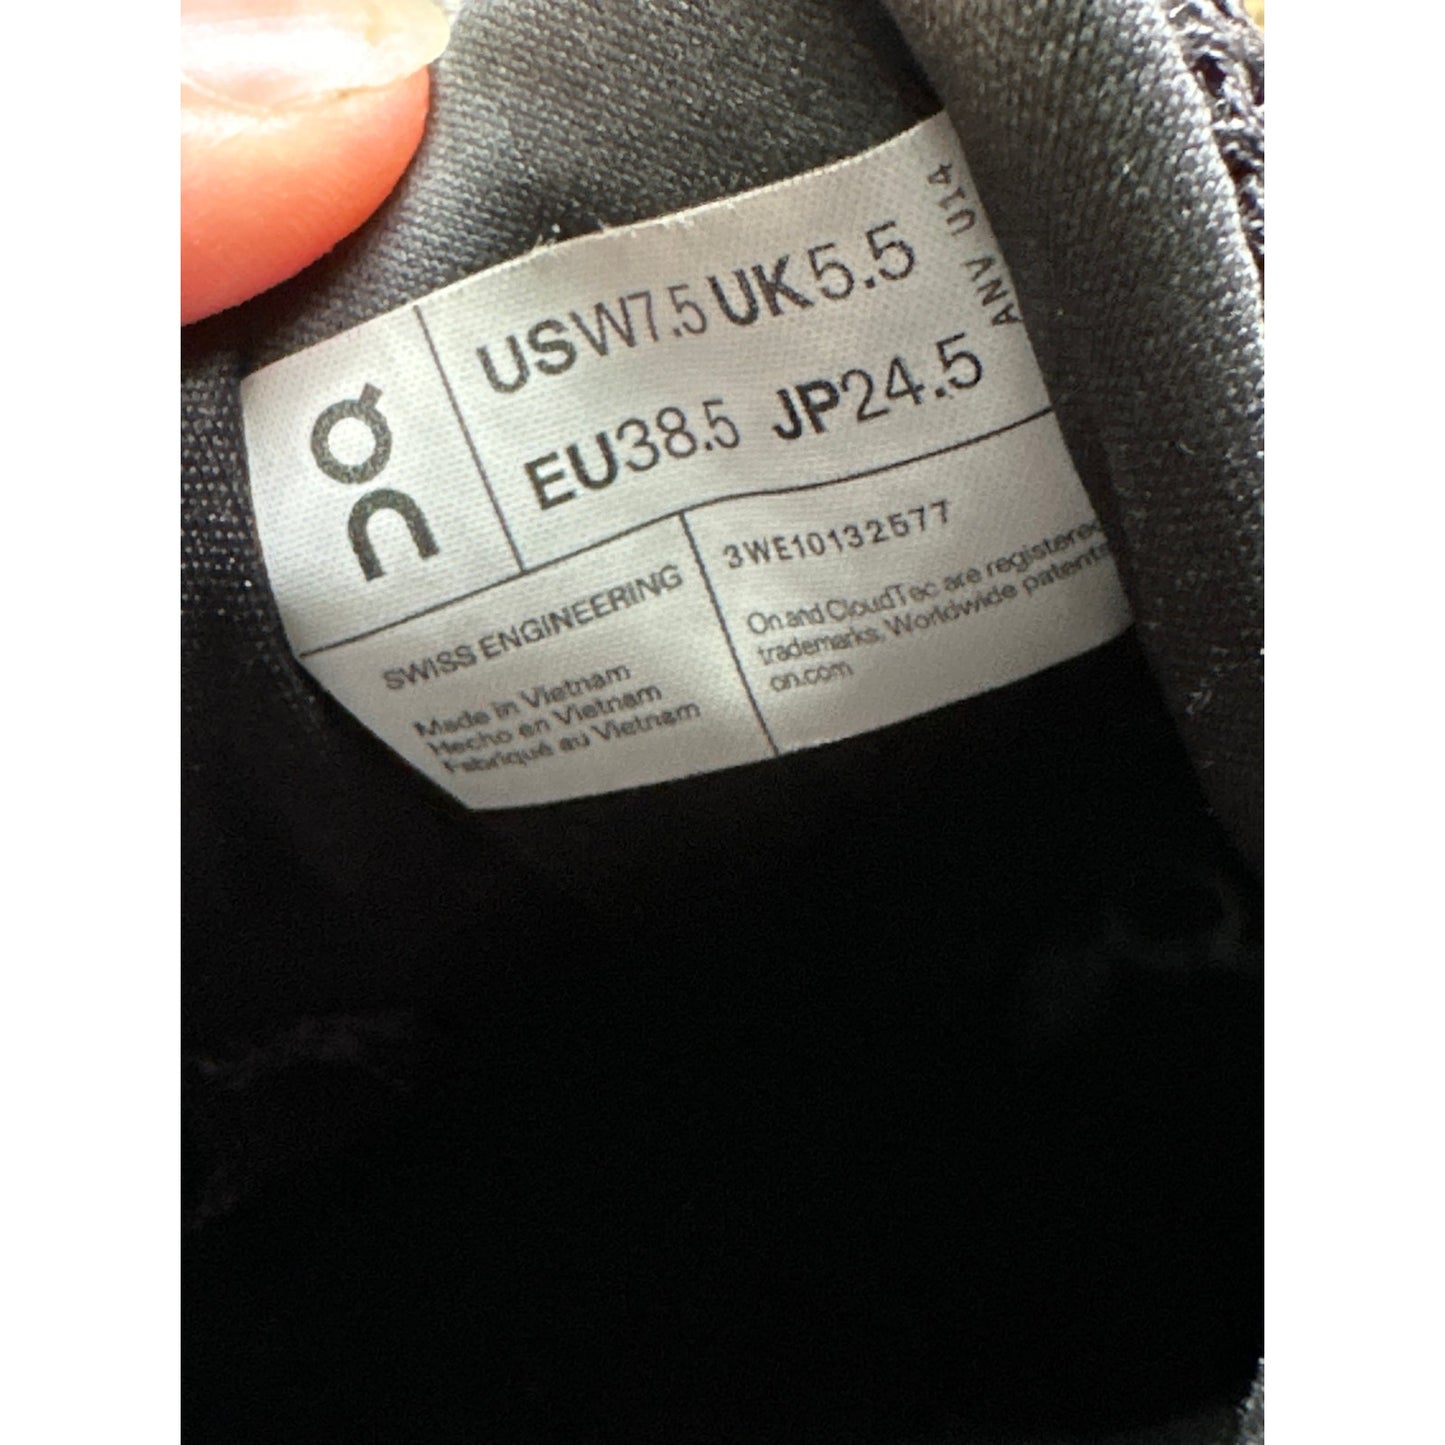 On
USW7.5 UK5.5
EU38.5 JP24.5
ANV U14
SWISS ENGINEERING
Made in Vietnam
Hecho en Vietnam
Fabriqué au Vietnam
3WE10132577
On and CloudTec are registered
trademarks. Worldwide patents
on.com